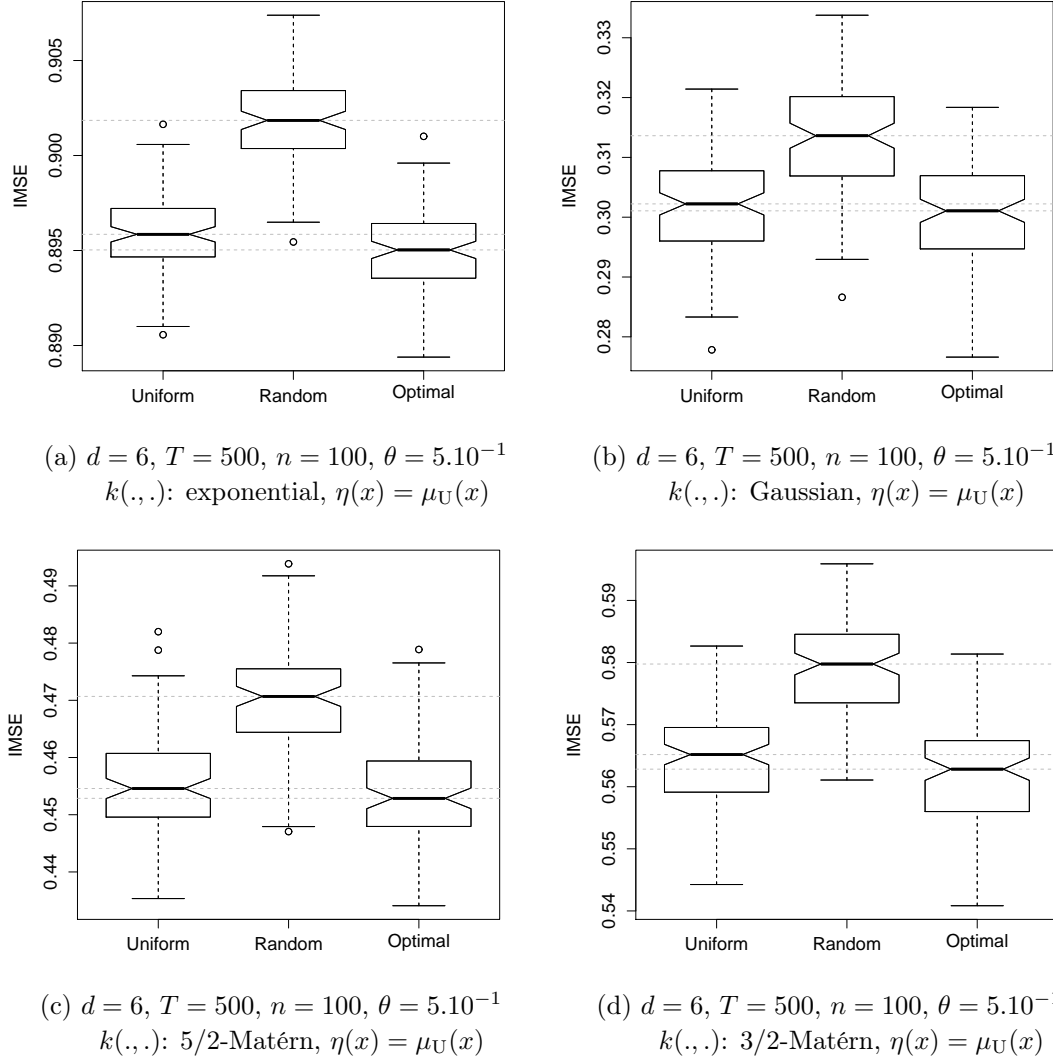 IMSE
0.890 0.895 0.900 0.905
Uniform Random Optimal
(a) d = 6, T = 500, n = 100, θ = 5.10⁻¹
k(., .): exponential, η(x) = μ_U(x)
IMSE
0.28 0.29 0.30 0.31 0.32 0.33
Uniform Random Optimal
(b) d = 6, T = 500, n = 100, θ = 5.10⁻¹
k(., .): Gaussian, η(x) = μ_U(x)
IMSE
0.44 0.45 0.46 0.47 0.48 0.49
Uniform Random Optimal
(c) d = 6, T = 500, n = 100, θ = 5.10⁻¹
k(., .): 5/2-Matérn, η(x) = μ_U(x)
IMSE
0.54 0.55 0.56 0.57 0.58 0.59
Uniform Random Optimal
(d) d = 6, T = 500, n = 100, θ = 5.10⁻¹
k(., .): 3/2-Matérn, η(x) = μ_U(x)